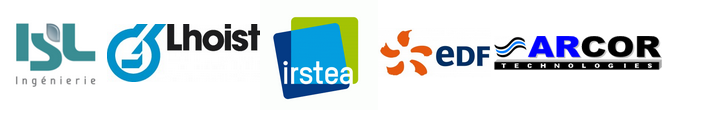 ISL
Ingénierie
Lhoist
irstea
eDF
ARCOR
TECHNOLOGIES